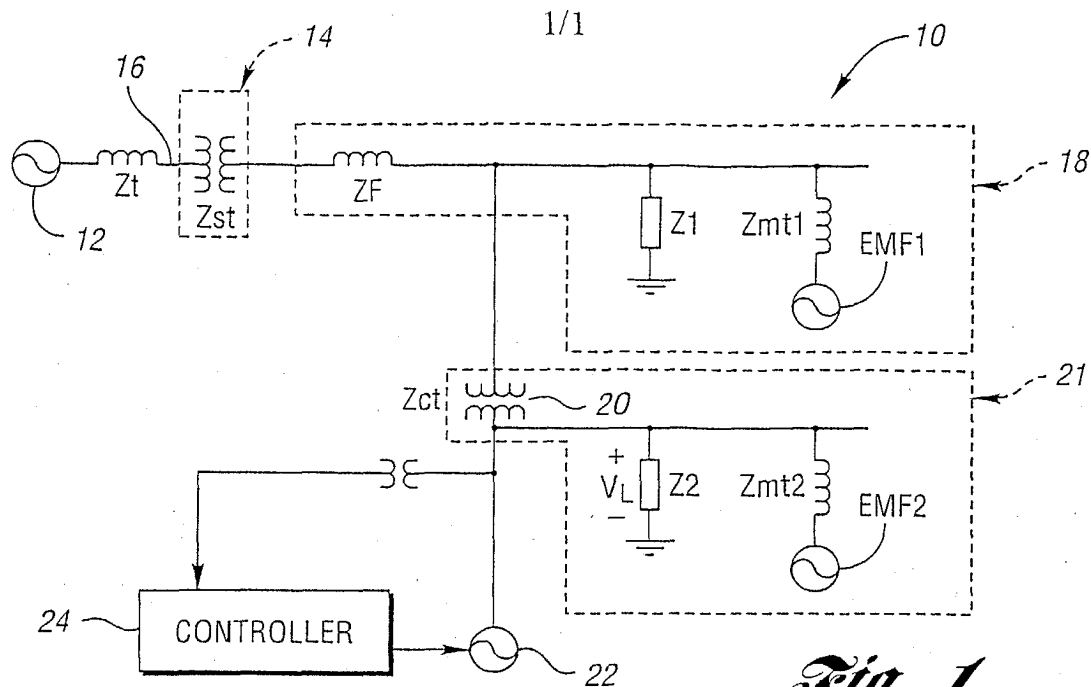 1/1
14
10
16
12
Zt
Zst
ZF
Z1
Zmt1
EMF1
18
Zct
20
21
+
VL
−
Z2
Zmt2
EMF2
24
CONTROLLER
22
Fig. 1